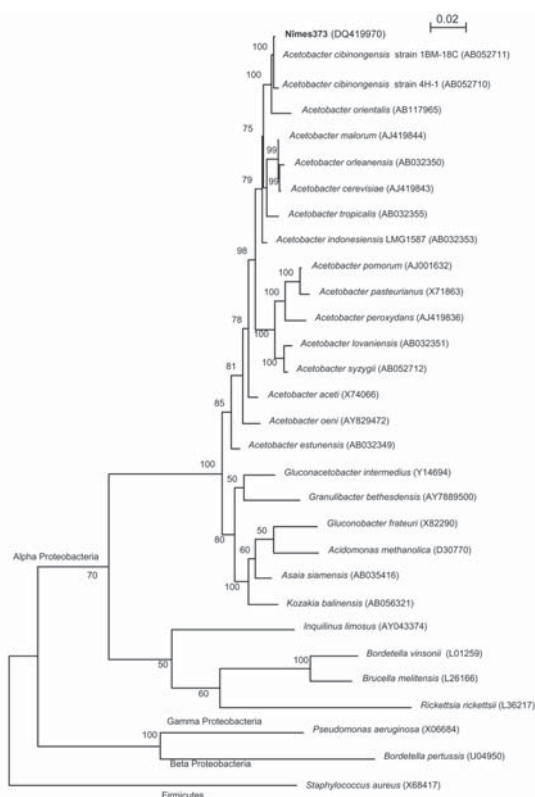 0.02
Nimes373 (DQ419970)
100
Acetobacter cibinongensis strain 1BM-18C (AB052711)
100
Acetobacter cibinongensis strain 4H-1 (AB052710)
Acetobacter orientalis (AB117965)
75
Acetobacter malorum (AJ419844)
99
Acetobacter orleanensis (AB032350)
79
99
Acetobacter cerevisiae (AJ419843)
Acetobacter tropicalis (AB032355)
Acetobacter indonesiensis LMG1587 (AB032353)
98
Acetobacter pomorum (AJ001632)
100
Acetobacter pasteurianus (X71863)
100
Acetobacter peroxydans (AJ419836)
78
100
Acetobacter lovaniensis (AB032351)
100
Acetobacter syzygii (AB052712)
81
Acetobacter aceti (X74066)
85
Acetobacter oeni (AY829472)
Acetobacter estunensis (AB032349)
100
50
Gluconacetobacter intermedius (Y14694)
Granulibacter bethesdensis (AY7889500)
50
Gluconobacter frateuri (X82290)
80
60
Acidomonas methanolica (D30770)
Alpha Proteobacteria
70
100
Asaia siamensis (AB035416)
Kozakia balinensis (AB056321)
Inquilinus limosus (AY043374)
50
100
Bordetella vinsonii (L01259)
Brucella melitensis (L26166)
60
Rickettsia rickettsii (L36217)
Gamma Proteobacteria
Pseudomonas aeruginosa (X06684)
100
Beta Proteobacteria
Bordetella pertussis (U04950)
Staphylococcus aureus (X68417)
Firmicutes